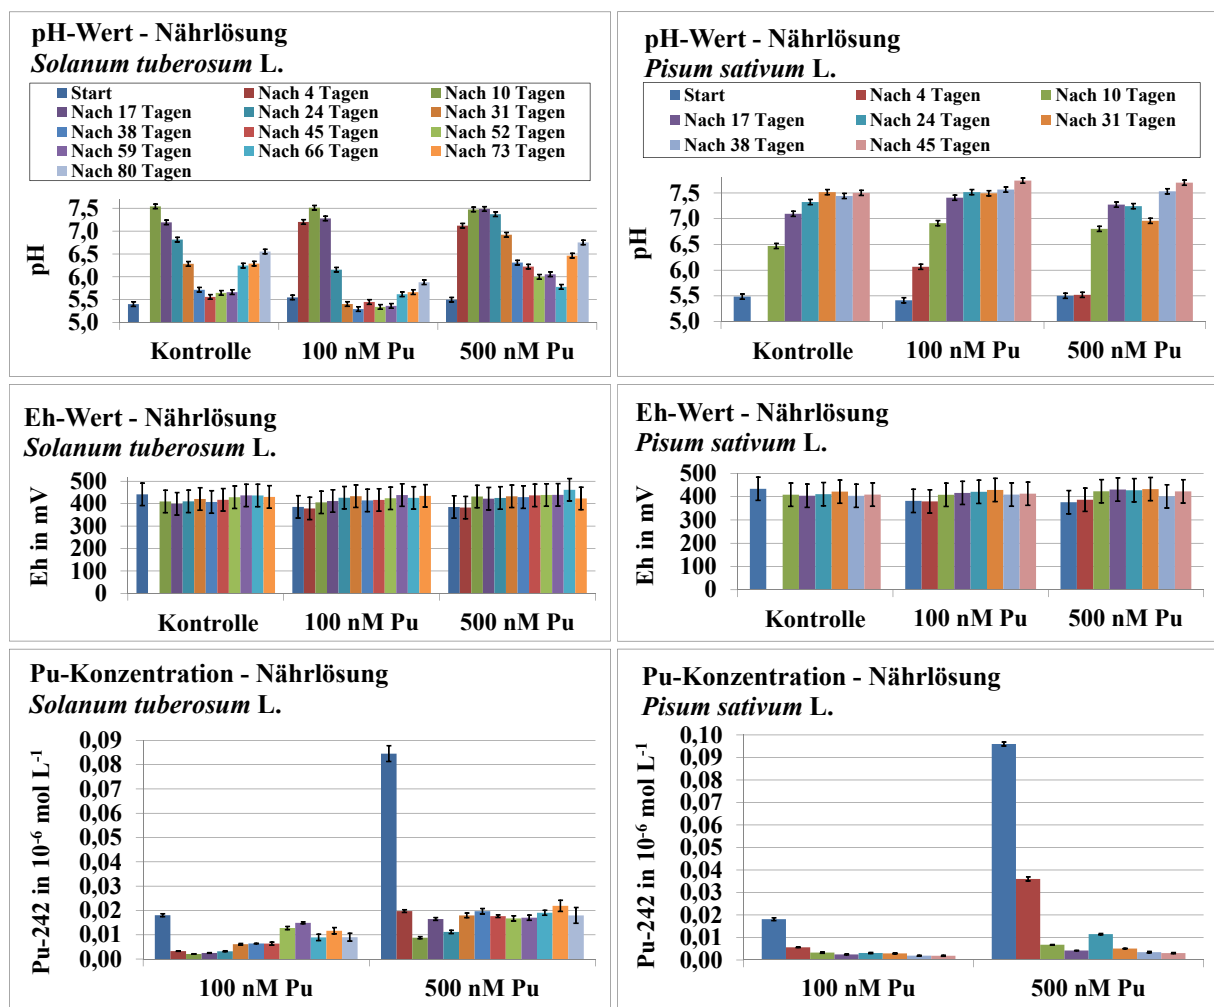 pH-Wert - Nährlösung
Solanum tuberosum L.
Start Nach 4 Tagen Nach 10 Tagen
Nach 17 Tagen Nach 24 Tagen Nach 31 Tagen
Nach 38 Tagen Nach 45 Tagen Nach 52 Tagen
Nach 59 Tagen Nach 66 Tagen Nach 73 Tagen
Nach 80 Tagen
pH
7,5
7,0
6,5
6,0
5,5
5,0
Kontrolle 100 nM Pu 500 nM Pu
pH-Wert - Nährlösung
Pisum sativum L.
Start Nach 4 Tagen Nach 10 Tagen
Nach 17 Tagen Nach 24 Tagen Nach 31 Tagen
Nach 38 Tagen Nach 45 Tagen
pH
7,5
7,0
6,5
6,0
5,5
5,0
Kontrolle 100 nM Pu 500 nM Pu
Eh-Wert - Nährlösung
Solanum tuberosum L.
Eh in mV
500
400
300
200
100
0
Kontrolle 100 nM Pu 500 nM Pu
Eh-Wert - Nährlösung
Pisum sativum L.
Eh in mV
500
400
300
200
100
0
Kontrolle 100 nM Pu 500 nM Pu
Pu-Konzentration - Nährlösung
Solanum tuberosum L.
Pu-242 in 10⁻⁶ mol L⁻¹
0,09
0,08
0,07
0,06
0,05
0,04
0,03
0,02
0,01
0,00
100 nM Pu 500 nM Pu
Pu-Konzentration - Nährlösung
Pisum sativum L.
Pu-242 in 10⁻⁶ mol L⁻¹
0,10
0,09
0,08
0,07
0,06
0,05
0,04
0,03
0,02
0,01
0,00
100 nM Pu 500 nM Pu